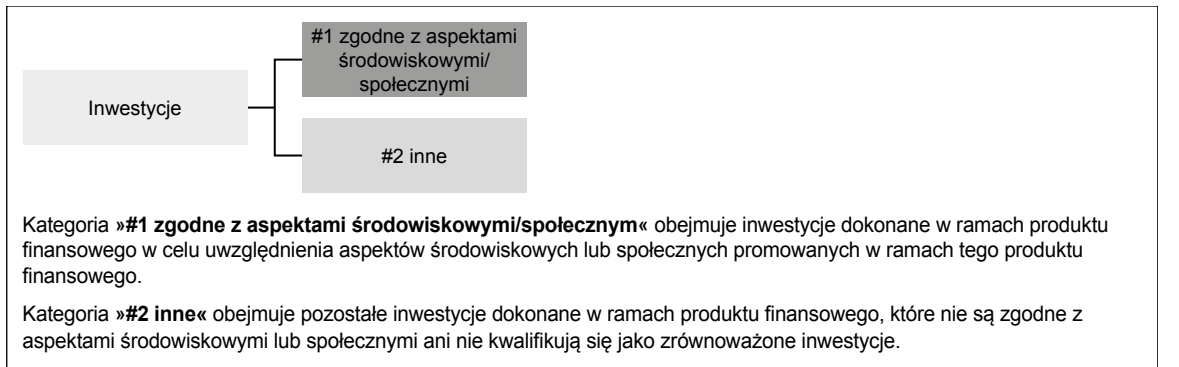 #1 zgodne z aspektami
środowiskowymi/
społecznymi
Inwestycje
#2 inne
Kategoria »#1 zgodne z aspektami środowiskowymi/społecznym« obejmuje inwestycje dokonane w ramach produktu
finansowego w celu uwzględnienia aspektów środowiskowych lub społecznych promowanych w ramach tego produktu
finansowego.
Kategoria »#2 inne« obejmuje pozostałe inwestycje dokonane w ramach produktu finansowego, które nie są zgodne z
aspektami środowiskowymi lub społecznymi ani nie kwalifikują się jako zrównoważone inwestycje.